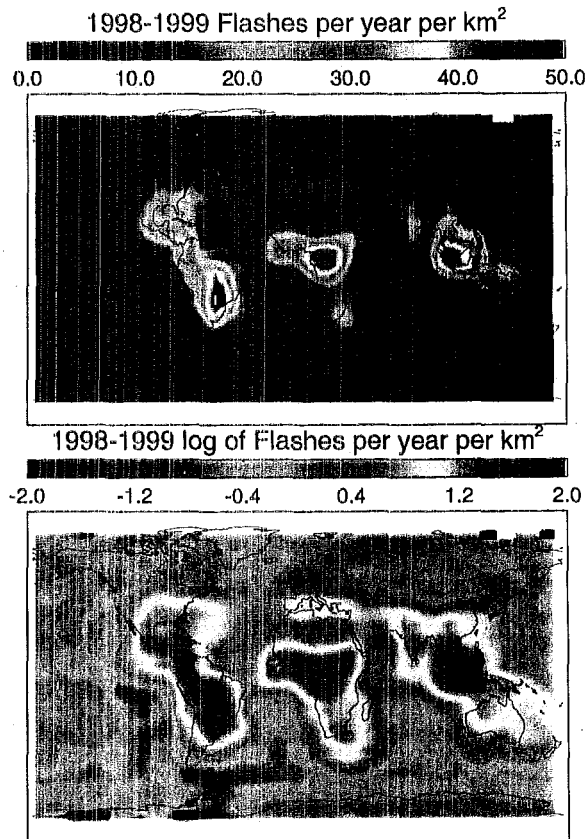 1998-1999 Flashes per year per km²
0.0 10.0 20.0 30.0 40.0 50.0
1998-1999 log of Flashes per year per km²
-2.0 -1.2 -0.4 0.4 1.2 2.0